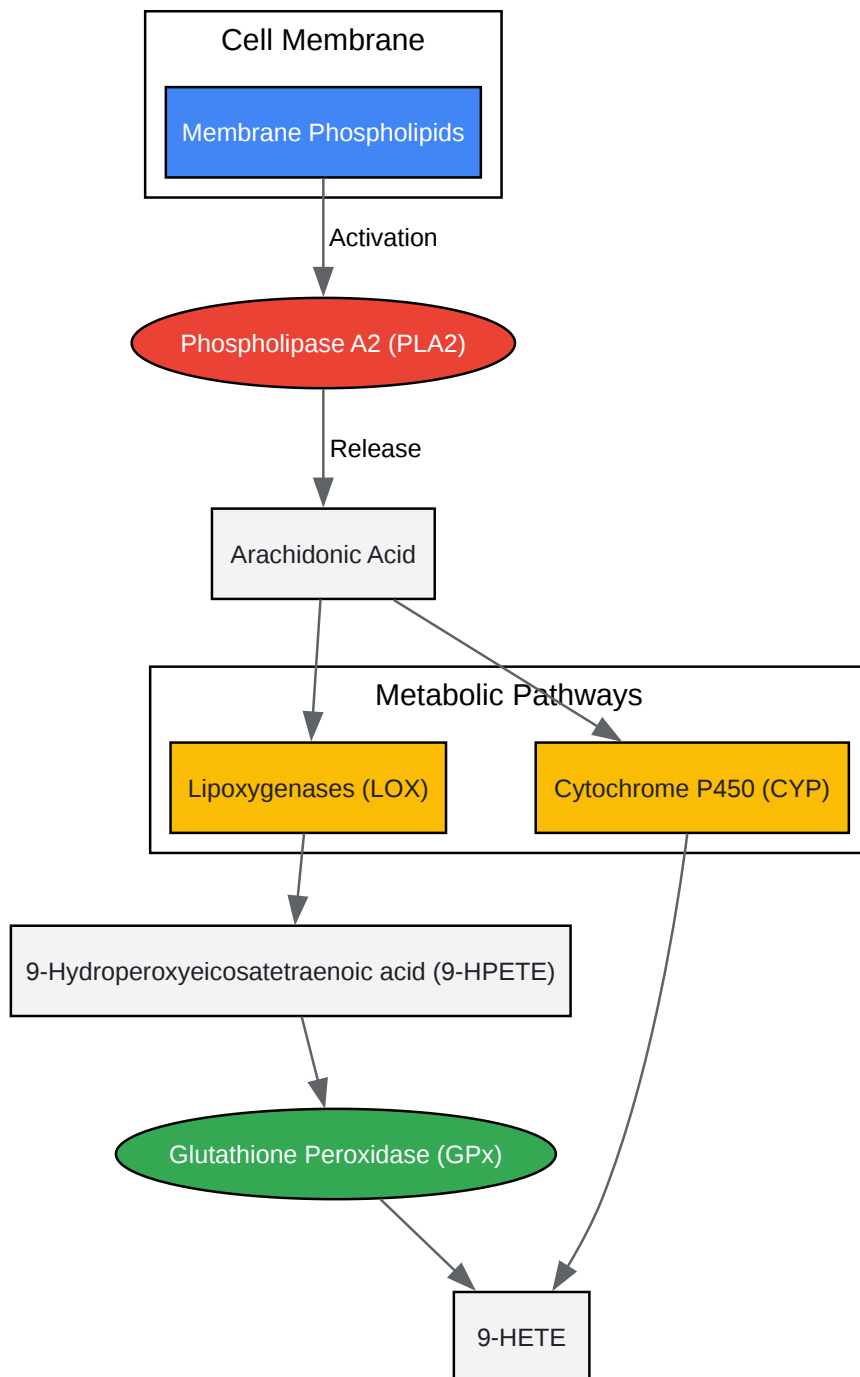 Cell Membrane
Membrane Phospholipids
Activation
Phospholipase A2 (PLA2)
Release
Arachidonic Acid
Metabolic Pathways
Lipoxygenases (LOX)
Cytochrome P450 (CYP)
9-Hydroperoxyeicosatetraenoic acid (9-HPETE)
Glutathione Peroxidase (GPx)
9-HETE